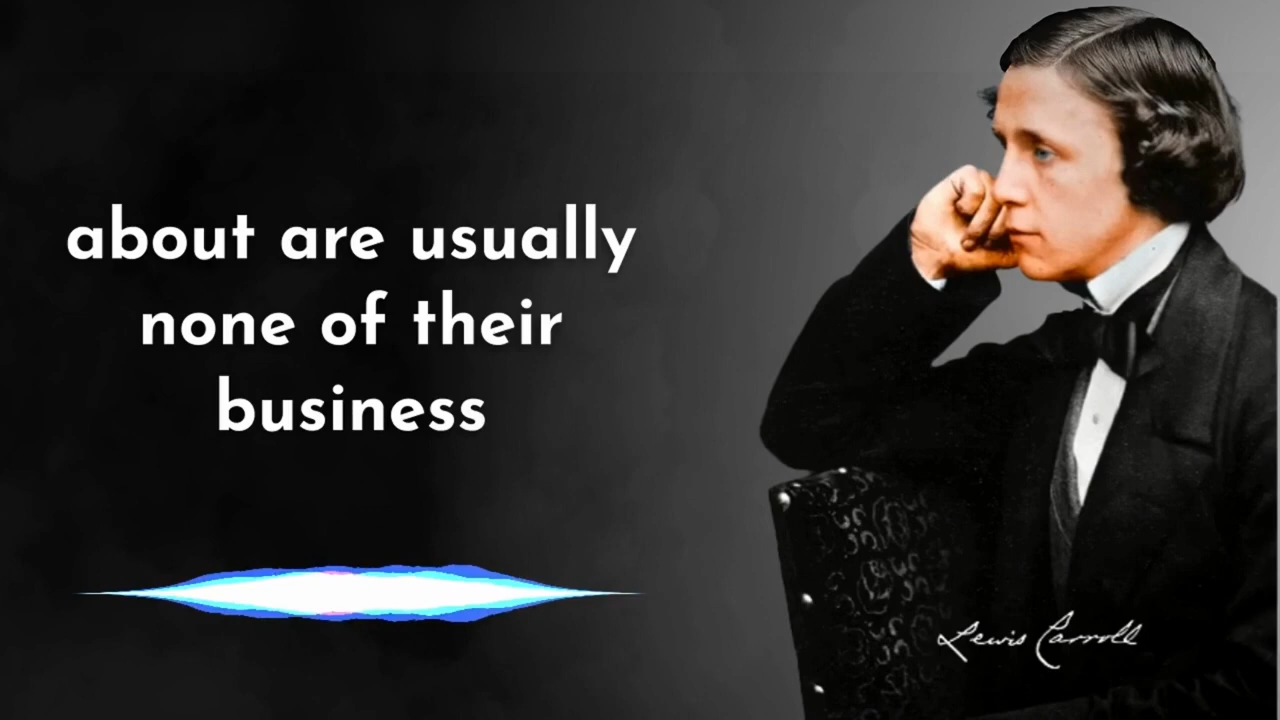 about are usually
none of their
business
Lewis Carroll